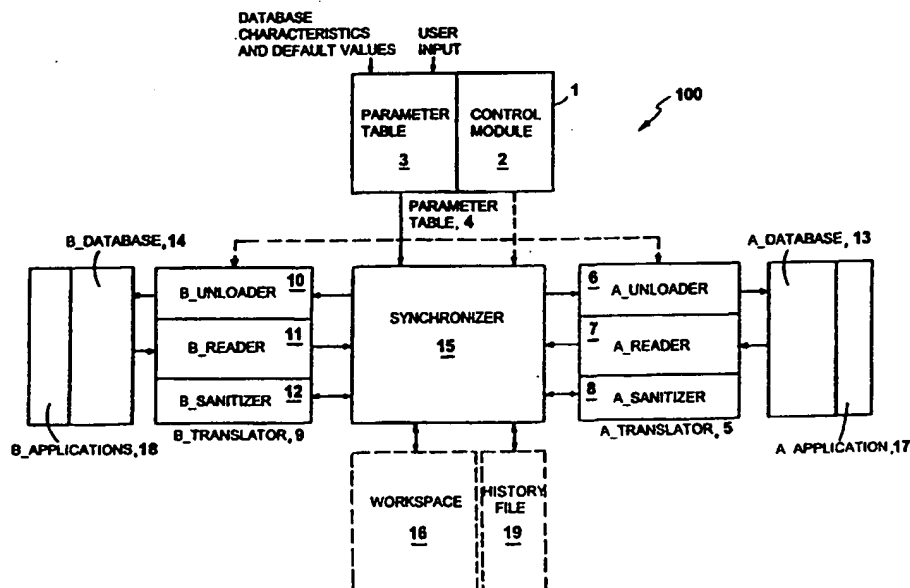 DATABASE
CHARACTERISTICS
AND DEFAULT VALUES
USER
INPUT
PARAMETER
TABLE
3
CONTROL
MODULE
2
1
100
PARAMETER
TABLE, 4
B_DATABASE, 14
A_DATABASE, 13
10
B_UNLOADER
11
B_READER
12
B_SANITIZER
SYNCHRONIZER
15
6
A_UNLOADER
7
A_READER
8
A_SANITIZER
B_APPLICATIONS, 18
B_TRANSLATOR, 9
A_TRANSLATOR, 5
A APPLICATION, 17
WORKSPACE
16
HISTORY
FILE
19